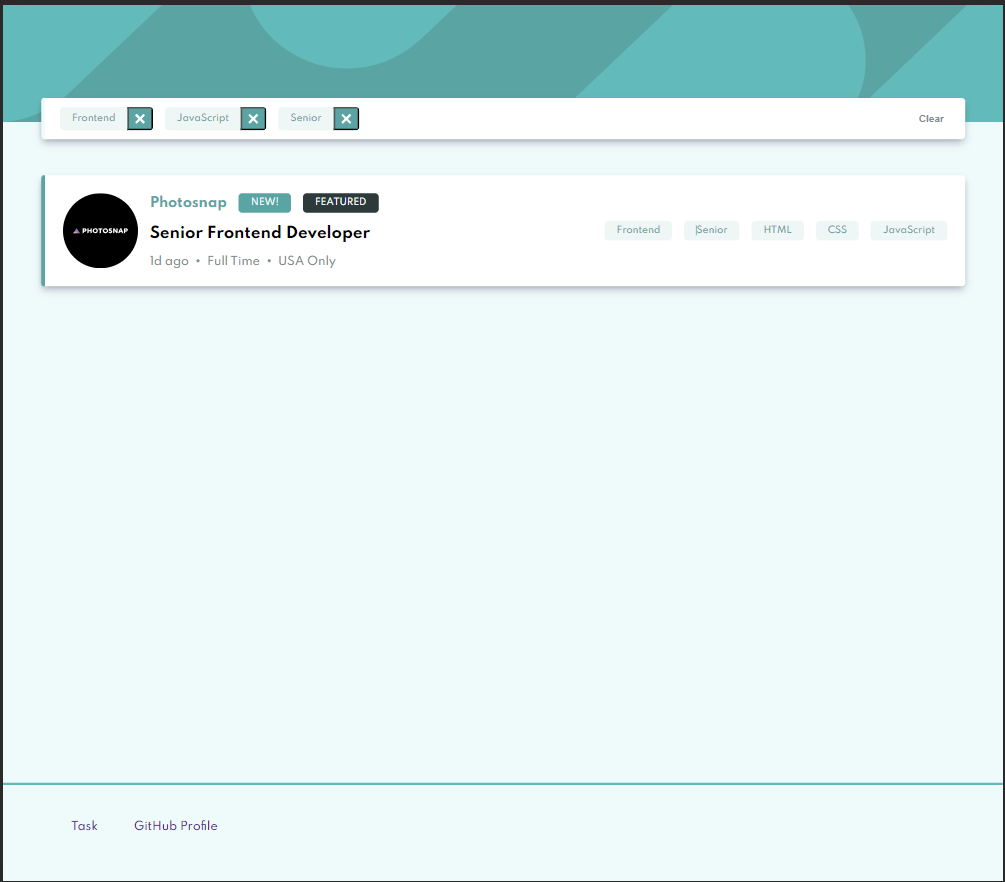 Frontend JavaScript Senior Clear
Photosnap NEW! FEATURED
PHOTOSNAP
Senior Frontend Developer
1d ago • Full Time • USA Only
Frontend Senior HTML CSS JavaScript
Task GitHub Profile